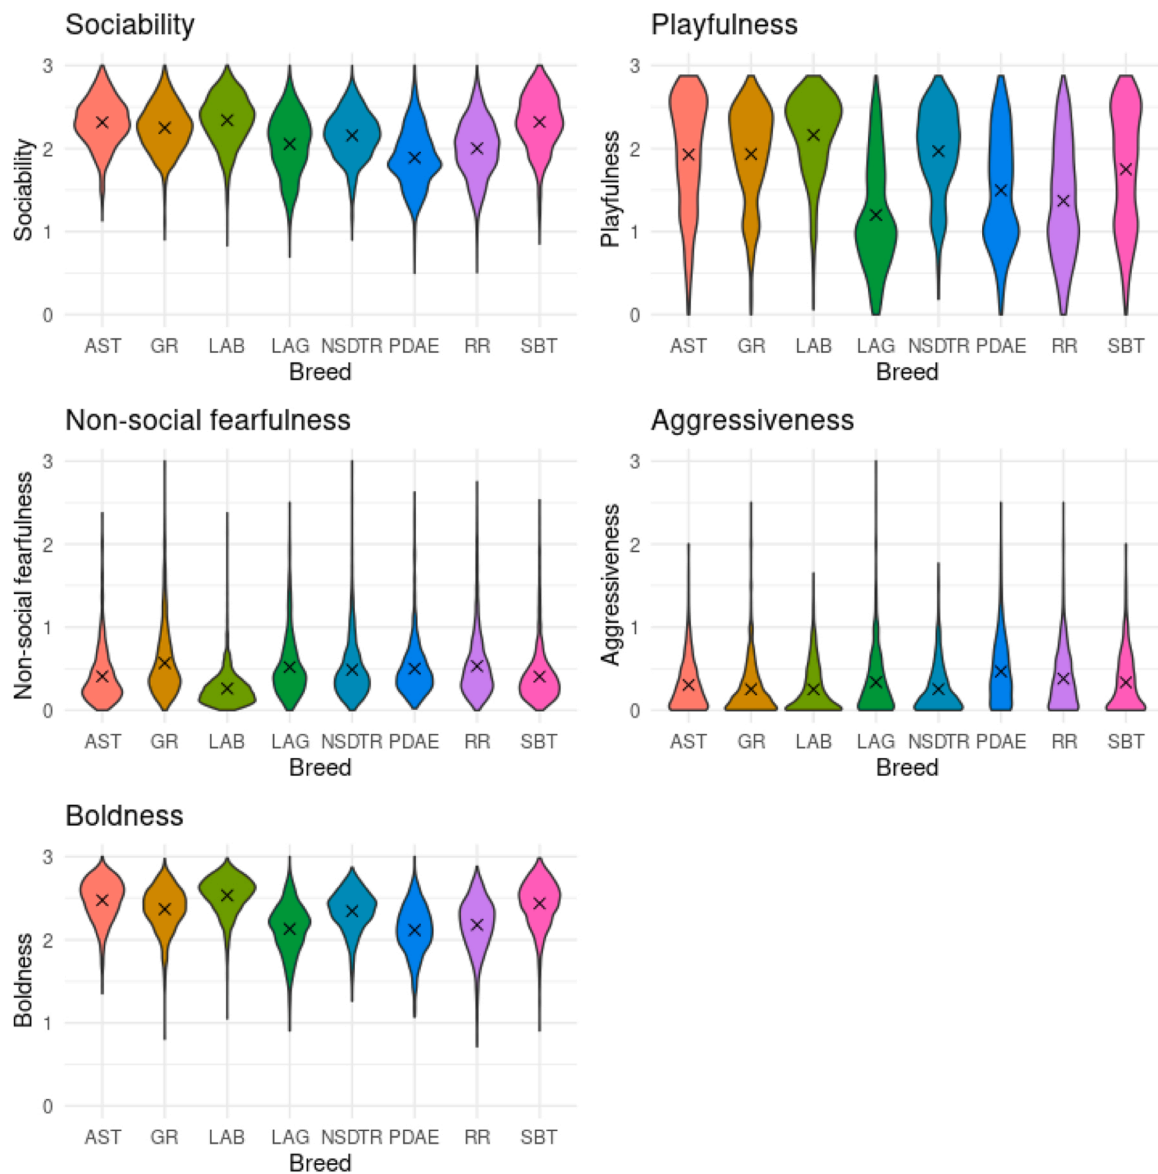 Sociability
Sociability
3
2
1
0
AST GR LAB LAG NSDTR PDAE RR SBT
Breed
Playfulness
Playfulness
3
2
1
0
AST GR LAB LAG NSDTR PDAE RR SBT
Breed
Non-social fearfulness
Non-social fearfulness
3
2
1
0
AST GR LAB LAG NSDTR PDAE RR SBT
Breed
Aggressiveness
Aggressiveness
3
2
1
0
AST GR LAB LAG NSDTR PDAE RR SBT
Breed
Boldness
Boldness
3
2
1
0
AST GR LAB LAG NSDTR PDAE RR SBT
Breed